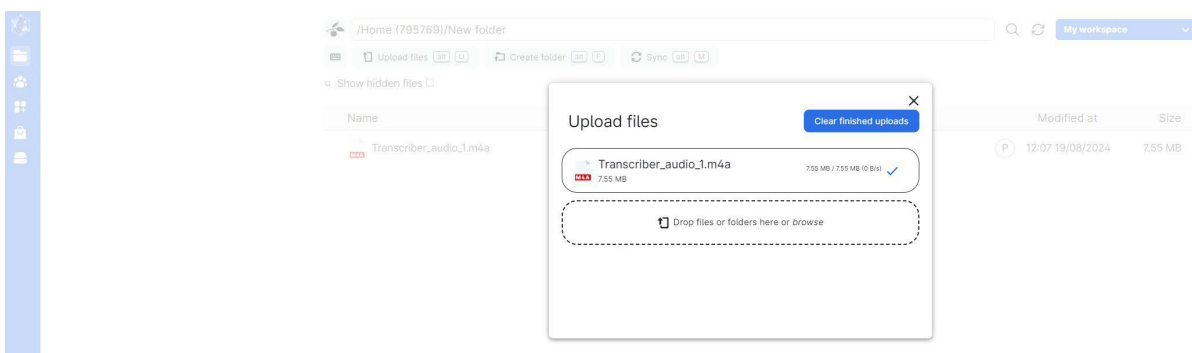 /Home (795769)/New folder
My workspace
Upload files alt U Create folder alt F Sync alt M
Show hidden files
Name Modified at Size
Transcriber_audio_1.m4a P 12:07 19/08/2024 7.55 MB
Upload files Clear finished uploads
Transcriber_audio_1.m4a
M4A 7.55 MB 7.55 MB / 7.55 MB (0 B/s)
Drop files or folders here or browse